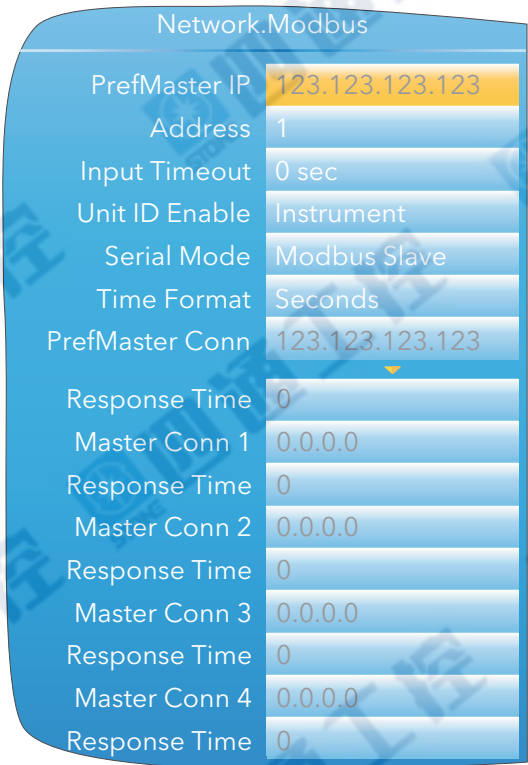 Network.Modbus
PrefMaster IP 123.123.123.123
Address 1
Input Timeout 0 sec
Unit ID Enable Instrument
Serial Mode Modbus Slave
Time Format Seconds
PrefMaster Conn 123.123.123.123
Response Time 0
Master Conn 1 0.0.0.0
Response Time 0
Master Conn 2 0.0.0.0
Response Time 0
Master Conn 3 0.0.0.0
Response Time 0
Master Conn 4 0.0.0.0
Response Time 0